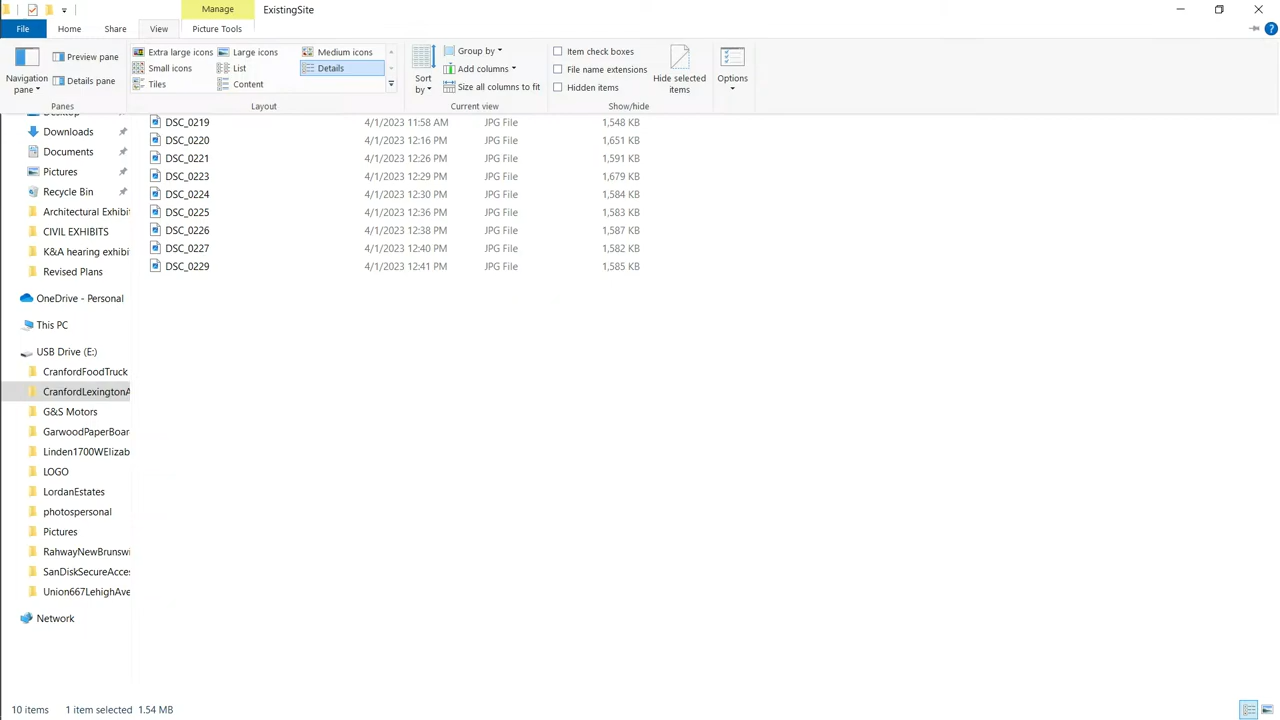 Manage ExistingSite
File Home Share View Picture Tools
Extra large icons Large icons Medium icons
Small icons List Details
Tiles Content
Preview pane
Details pane
Navigation pane
Panes
Layout
Sort by
Group by
Add columns
Size all columns to fit
Current view
Item check boxes
File name extensions
Hidden items
Hide selected items
Show/hide
Options
Downloads
Documents
Pictures
Recycle Bin
Architectural Exhibi
CIVIL EXHIBITS
K&A hearing exhibi
Revised Plans
OneDrive - Personal
This PC
USB Drive (E:)
CranfordFoodTruck
CranfordLexingtonA
G&S Motors
GarwoodPaperBoar
Linden1700WElizab
LOGO
LordanEstates
photospersonal
Pictures
RahwayNewBrunswi
SanDiskSecureAcces
Union667LehighAve
Network
DSC_0219 4/1/2023 11:58 AM JPG File 1,548 KB
DSC_0220 4/1/2023 12:16 PM JPG File 1,651 KB
DSC_0221 4/1/2023 12:26 PM JPG File 1,591 KB
DSC_0223 4/1/2023 12:29 PM JPG File 1,679 KB
DSC_0224 4/1/2023 12:30 PM JPG File 1,584 KB
DSC_0225 4/1/2023 12:36 PM JPG File 1,583 KB
DSC_0226 4/1/2023 12:38 PM JPG File 1,587 KB
DSC_0227 4/1/2023 12:40 PM JPG File 1,582 KB
DSC_0229 4/1/2023 12:41 PM JPG File 1,585 KB
10 items 1 item selected 1.54 MB